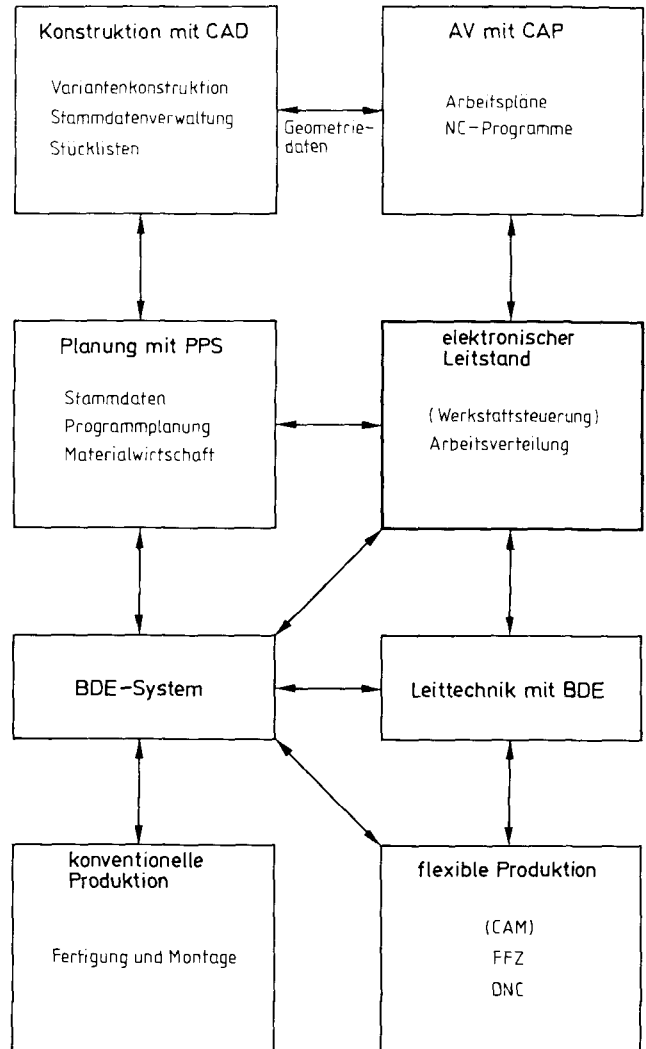 Konstruktion mit CAD
Variantenkonstruktion
Stammdatenverwaltung
Stücklisten
Geometrie-
daten
AV mit CAP
Arbeitspläne
NC-Programme
Planung mit PPS
Stammdaten
Programmplanung
Materialwirtschaft
elektronischer
Leitstand
(Werkstattsteuerung)
Arbeitsverteilung
BDE-System
Leittechnik mit BDE
konventionelle
Produktion
Fertigung und Montage
flexible Produktion
(CAM)
FFZ
DNC